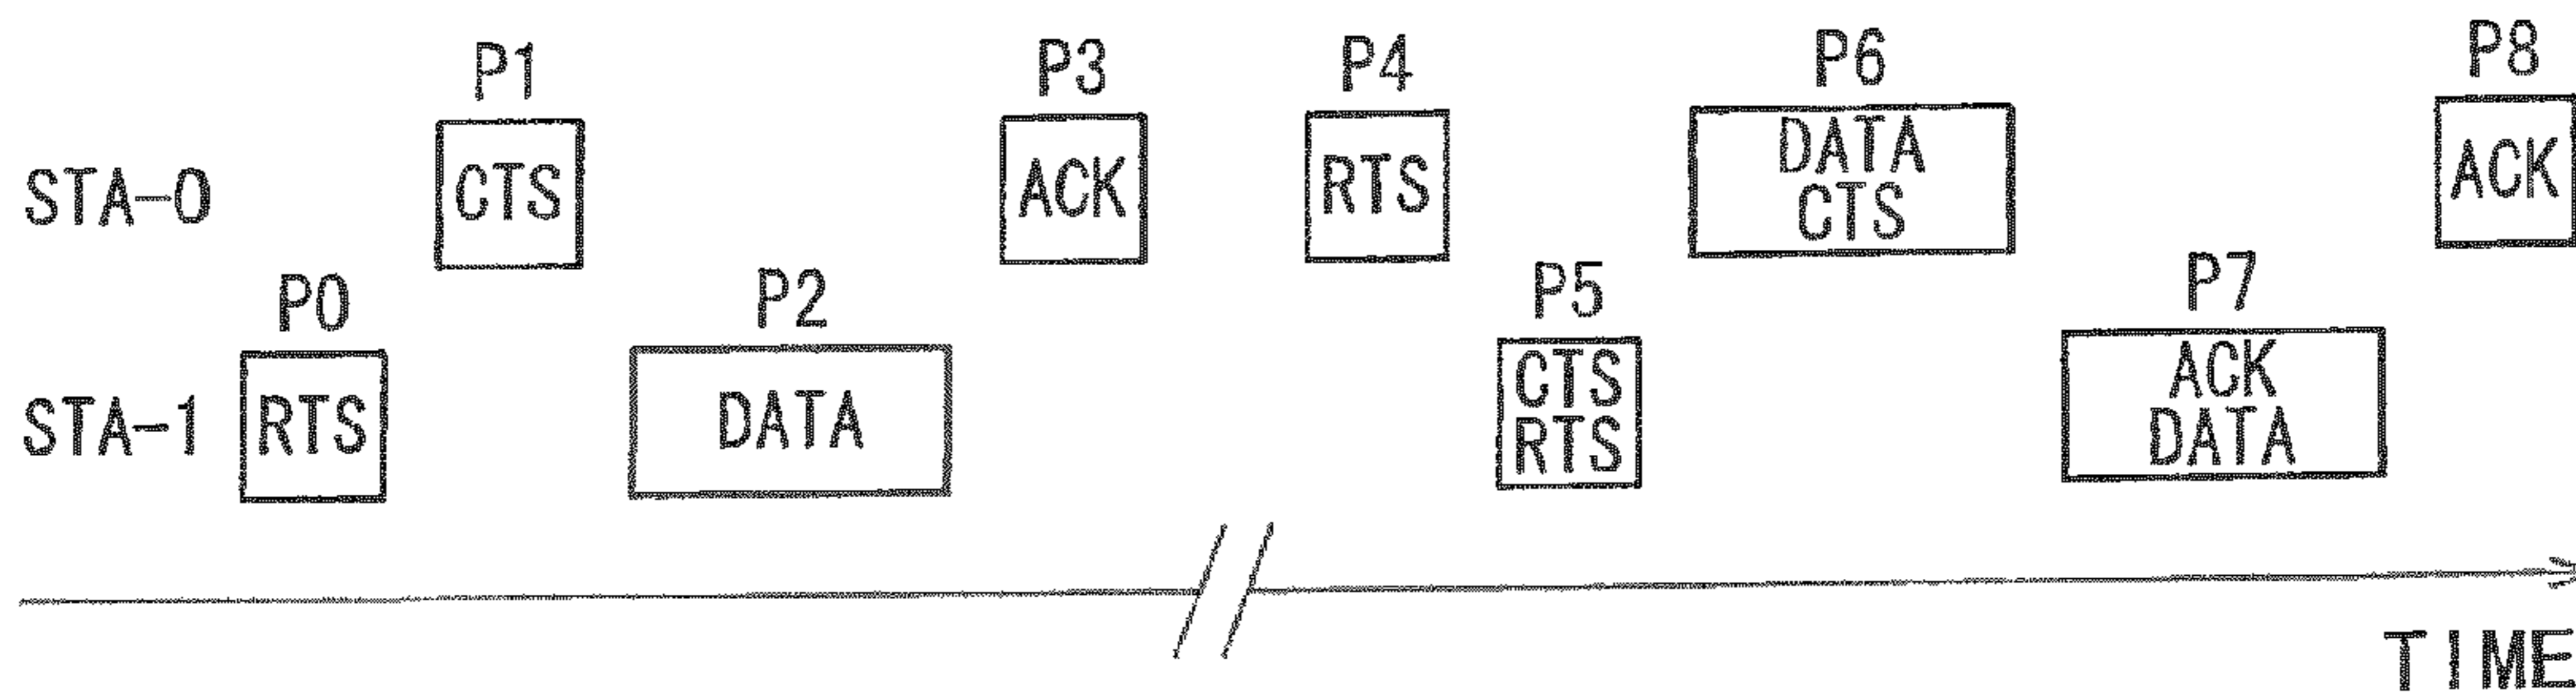 P1 P3 P4 P6 P8
STA-0 CTS ACK RTS DATA CTS ACK
P0 P2 P5 P7
STA-1 RTS DATA CTS RTS ACK DATA
TIME